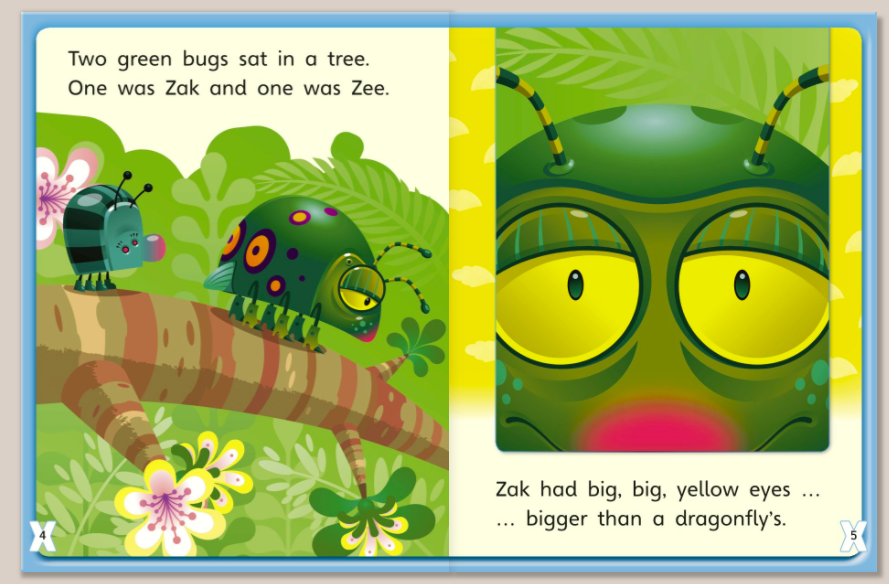 Two green bugs sat in a tree.
One was Zak and one was Zee.
4
Zak had big, big, yellow eyes ...
... bigger than a dragonfly's.
5